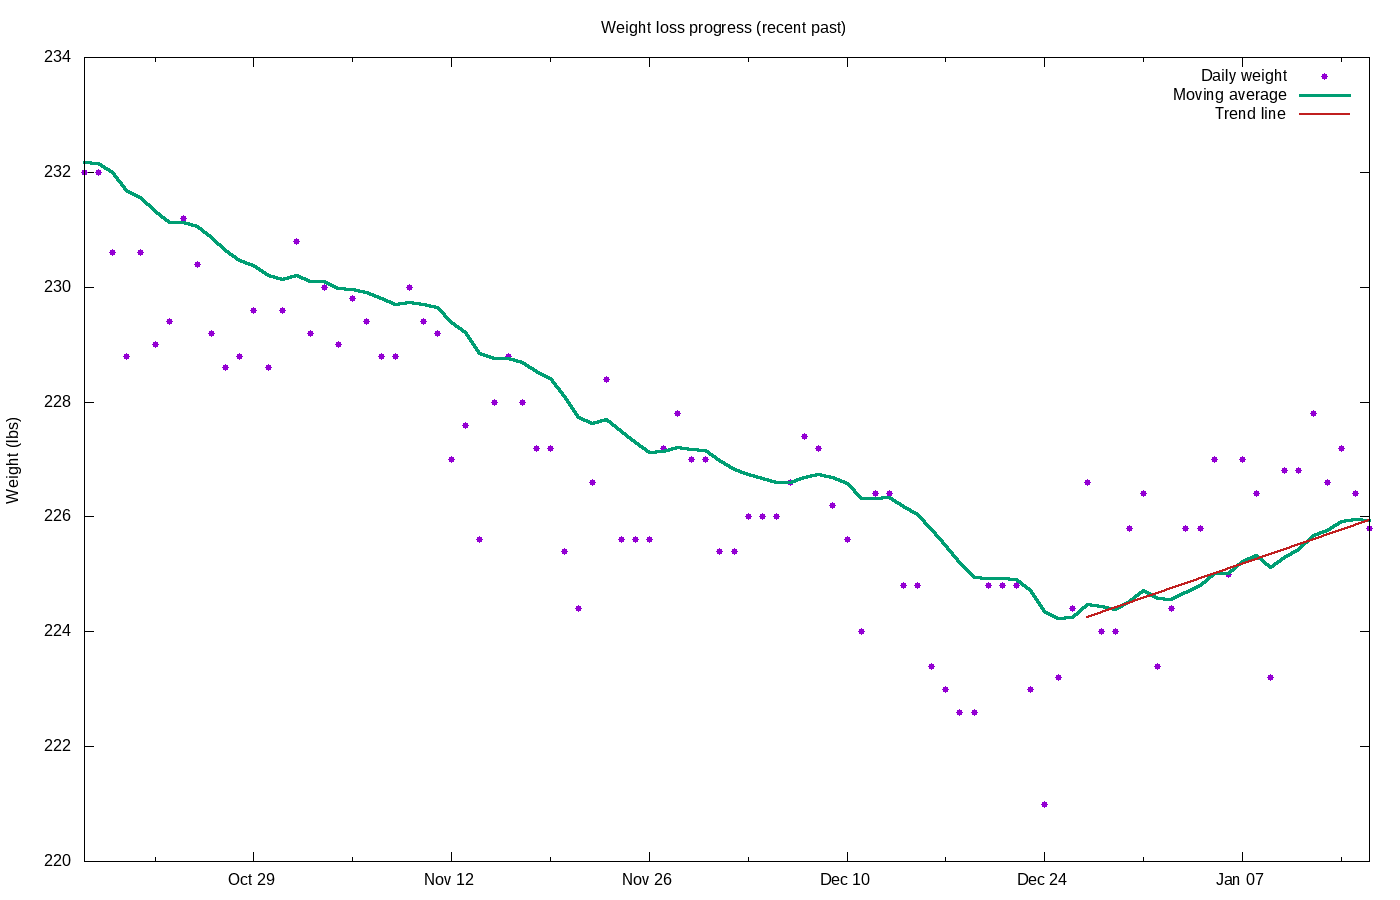 Weight loss progress (recent past)
Daily weight
Moving average
Trend line
234
232
230
228
226
224
222
220
Weight (lbs)
Oct 29 Nov 12 Nov 26 Dec 10 Dec 24 Jan 07